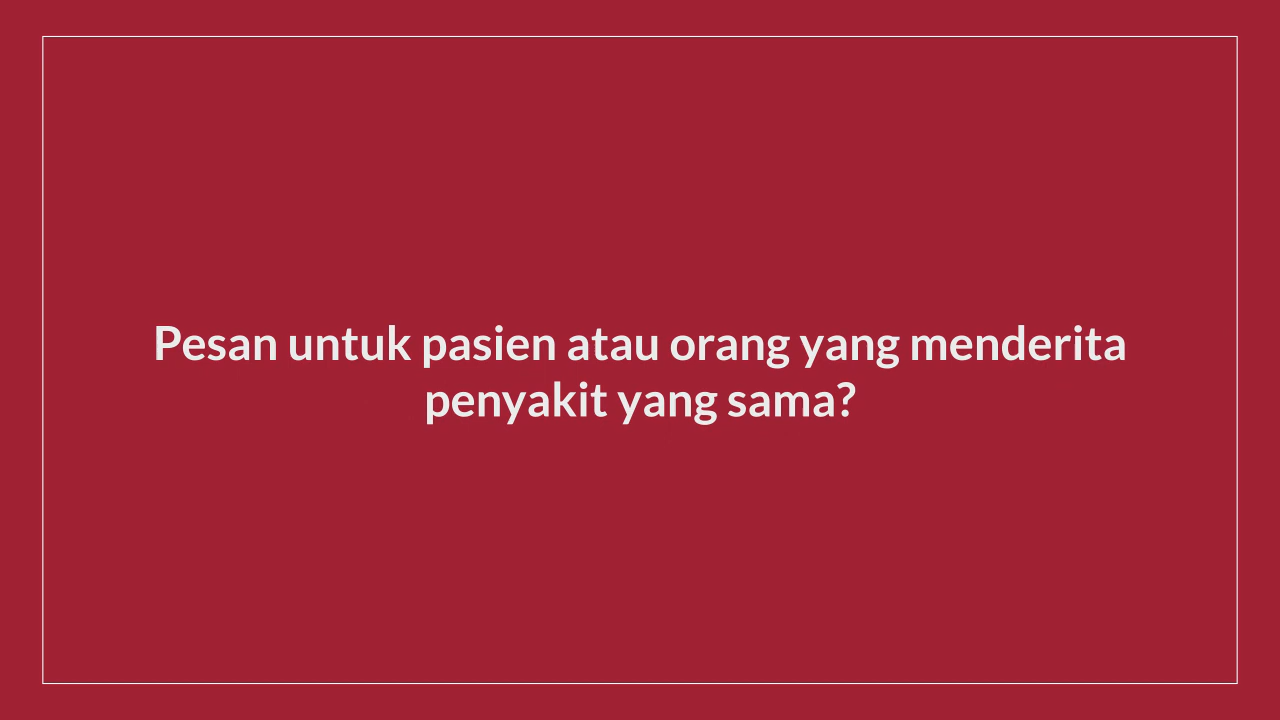 Pesan untuk pasien atau orang yang menderita
penyakit yang sama?